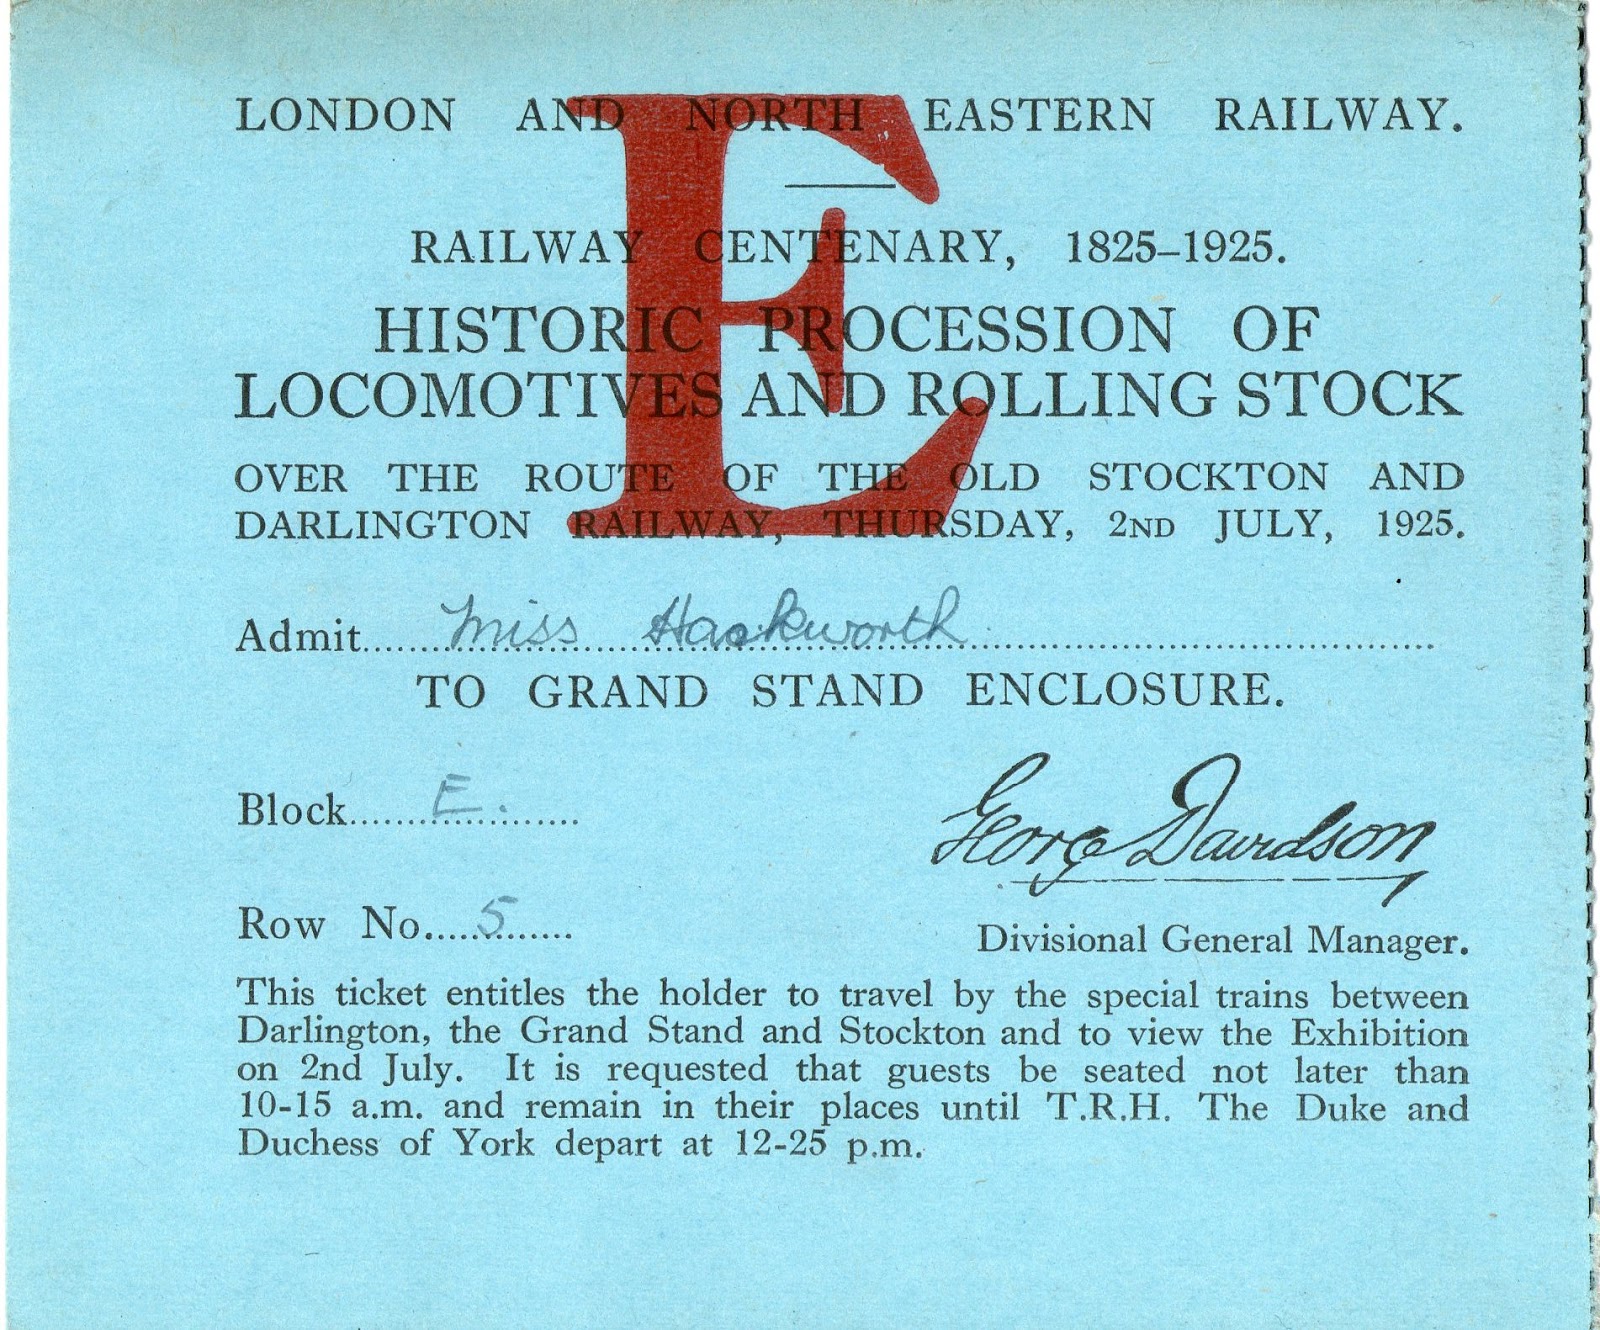 E
LONDON AND NORTH EASTERN RAILWAY.
RAILWAY CENTENARY, 1825–1925.
HISTORIC PROCESSION OF
LOCOMOTIVES AND ROLLING STOCK
OVER THE ROUTE OF THE OLD STOCKTON AND
DARLINGTON RAILWAY, THURSDAY, 2ND JULY, 1925.
Admit Miss Hackworth
TO GRAND STAND ENCLOSURE.
Block E.
George Davidson
Row No. 5
Divisional General Manager.
This ticket entitles the holder to travel by the special trains between
Darlington, the Grand Stand and Stockton and to view the Exhibition
on 2nd July. It is requested that guests be seated not later than
10-15 a.m. and remain in their places until T.R.H. The Duke and
Duchess of York depart at 12-25 p.m.